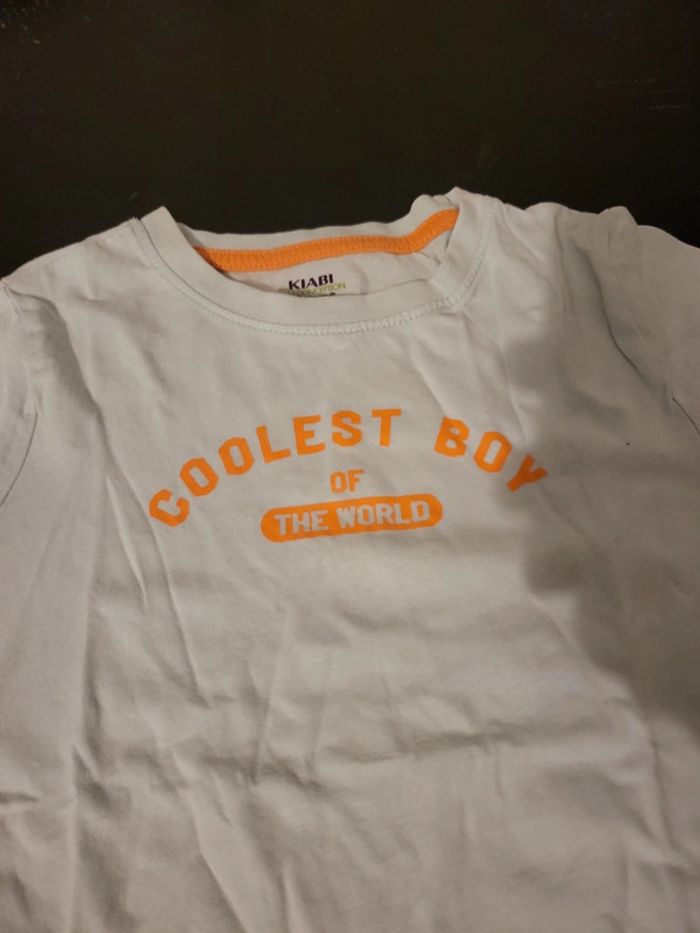 KIABI
COOLEST BOY
OF
THE WORLD